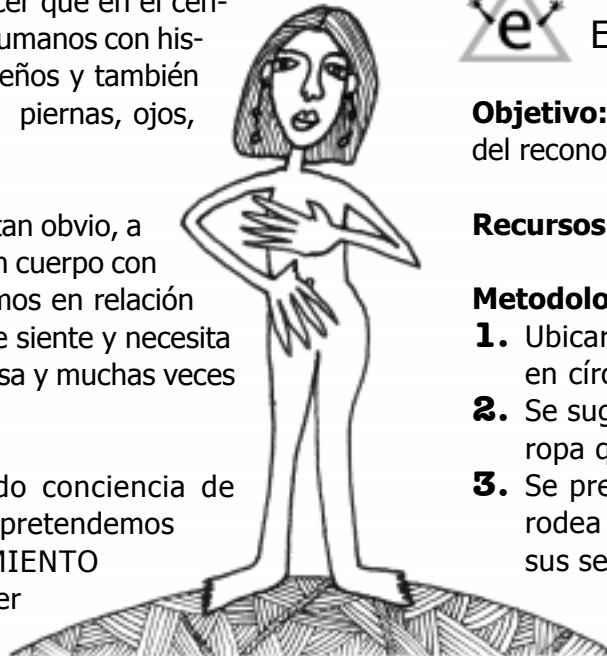 cer que en el cen-
umanos con his-
eños y también
piernas, ojos,
tan obvio, a
n cuerpo con
mos en relación
e siente y necesita
sa y muchas veces
do conciencia de
pretendemos
MIENTO
er
e
E
Objetivo:
del recono
Recursos
Metodolo
1. Ubicar
en círc
2. Se sug
ropa q
3. Se pre
rodea
sus se